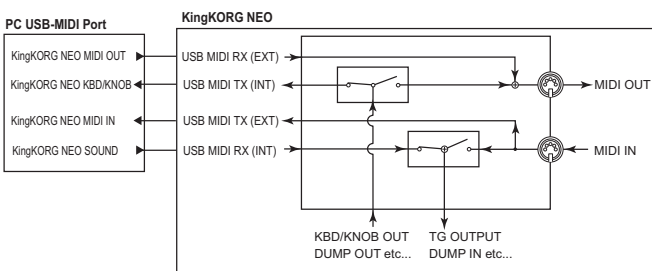 PC USB-MIDI Port
KingKORG NEO
KingKORG NEO MIDI OUT
USB MIDI RX (EXT)
KingKORG NEO KBD/KNOB
USB MIDI TX (INT)
MIDI OUT
KingKORG NEO MIDI IN
USB MIDI TX (EXT)
KingKORG NEO SOUND
USB MIDI RX (INT)
MIDI IN
KBD/KNOB OUT
DUMP OUT etc...
TG OUTPUT
DUMP IN etc...